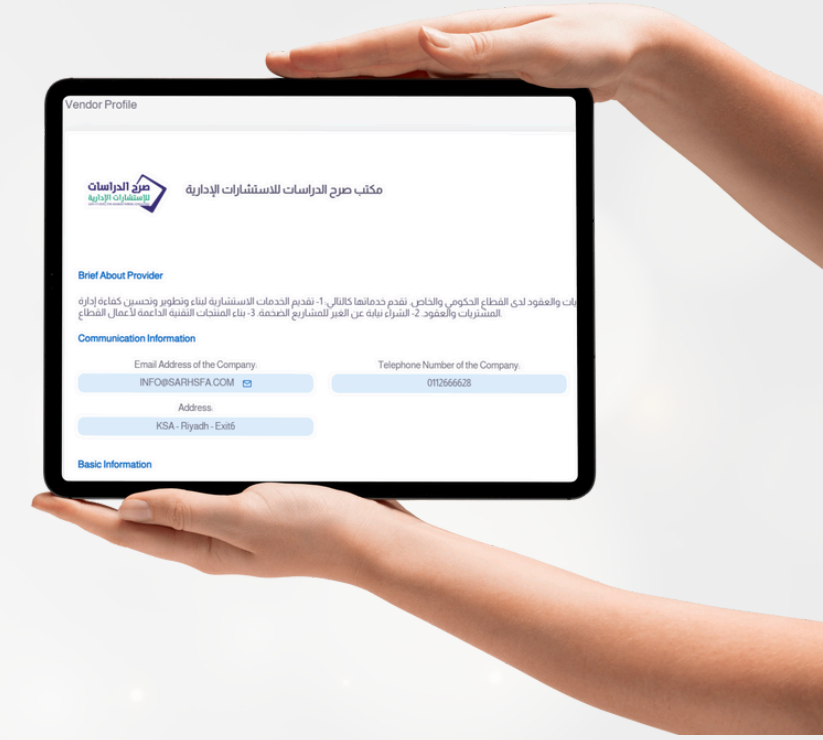 Vendor Profile
صرح الدراسات
للإستشارات الإدارية
مكتب صرح الدراسات للاستشارات الإدارية
Brief About Provider
يات والعقود لدى القطاع الحكومي والخاص. تقدم خدماتها كالتالي: 1- تقديم الخدمات الاستشارية لبناء وتطوير وتحسين كفاءة إدارة
المشتريات والعقود. 2- الشراء نيابة عن الغير للمشاريع الضخمة. 3- بناء المنتجات التقنية الداعمة لأعمال القطاع.
Communication Information
Email Address of the Company:
Telephone Number of the Company:
INFO@SARHSFA.COM
0112666628
Address:
KSA - Riyadh - Exit6
Basic Information